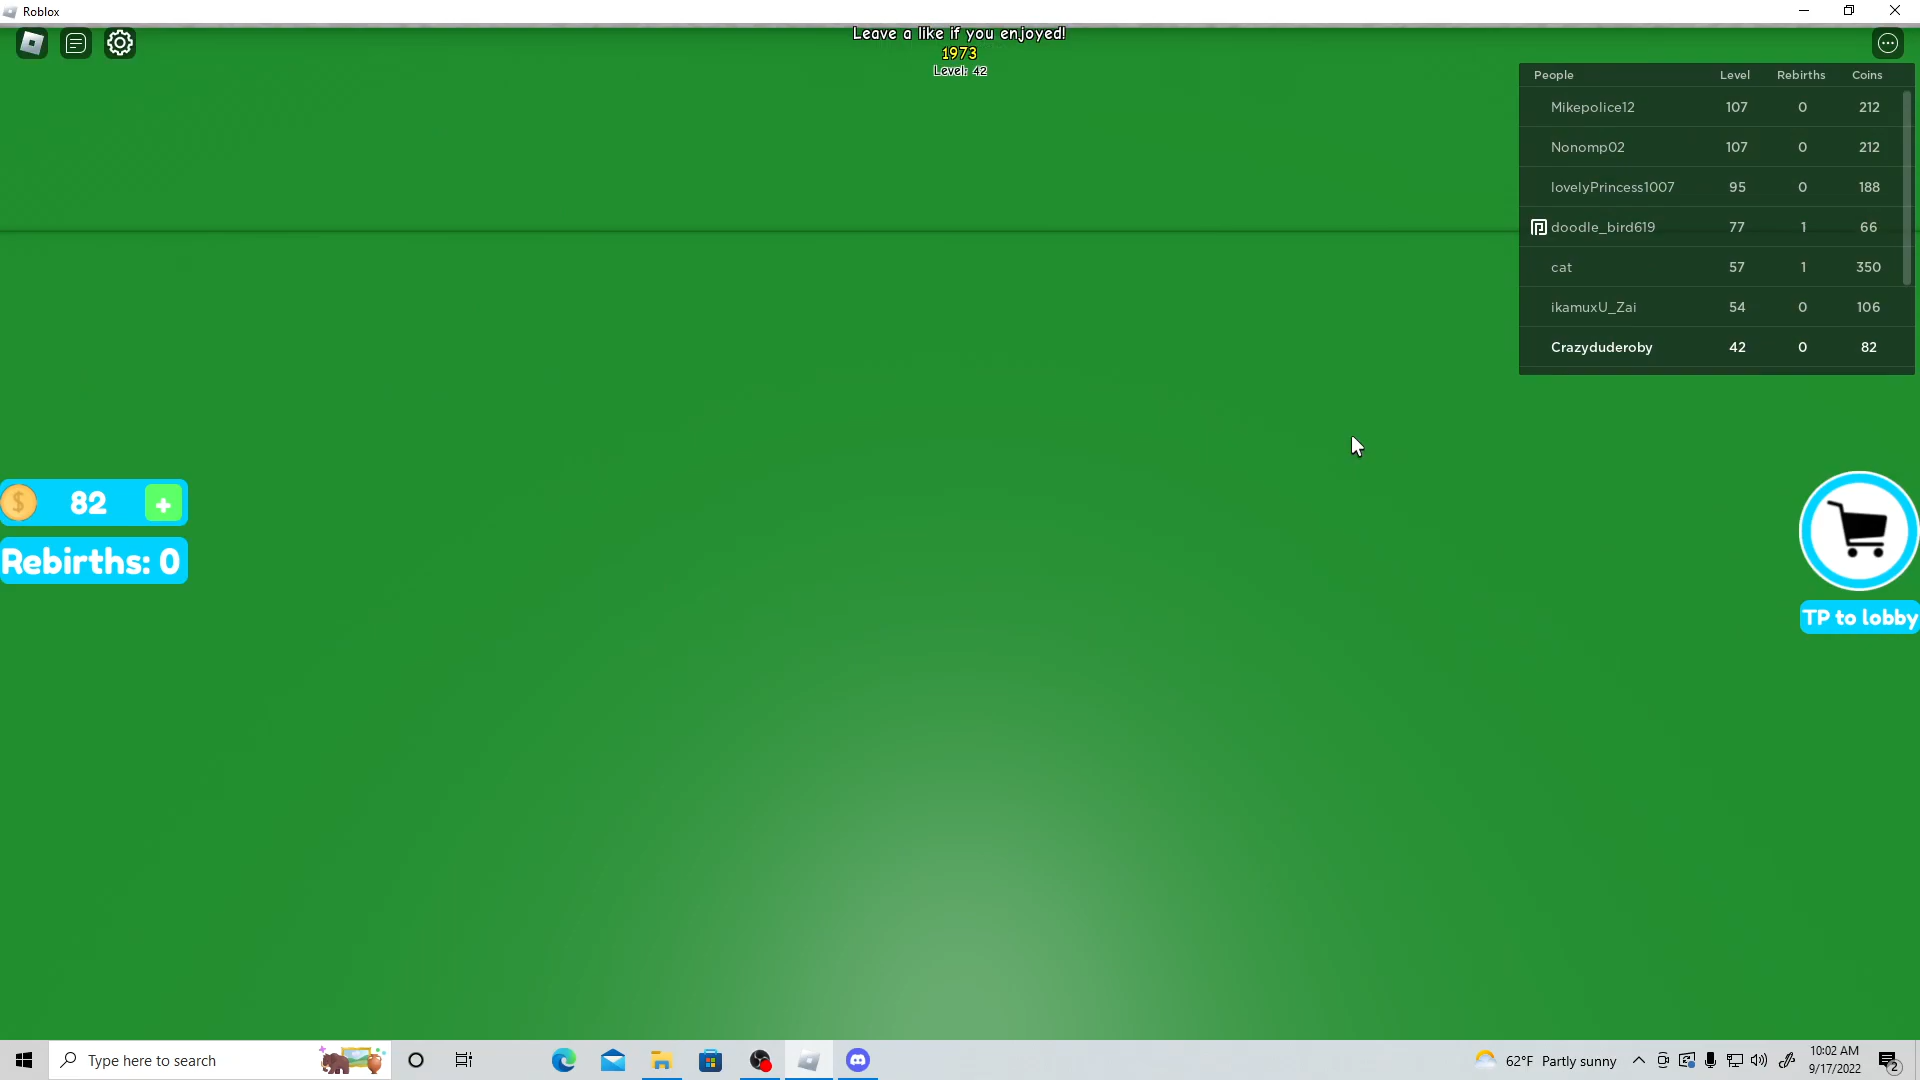 Roblox
Leave a like if you enjoyed!
1973
Level: 42
People Level Rebirths Coins
Mikepolice12 107 0 212
Nonomp02 107 0 212
lovelyPrincess1007 95 0 188
doodle_bird619 77 1 66
cat 57 1 350
ikamuxU_Zai 54 0 106
Crazyduderoby 42 0 82
82 +
Rebirths: 0
TP to lobby
Type here to search
62°F Partly sunny
10:02 AM
9/17/2022
2